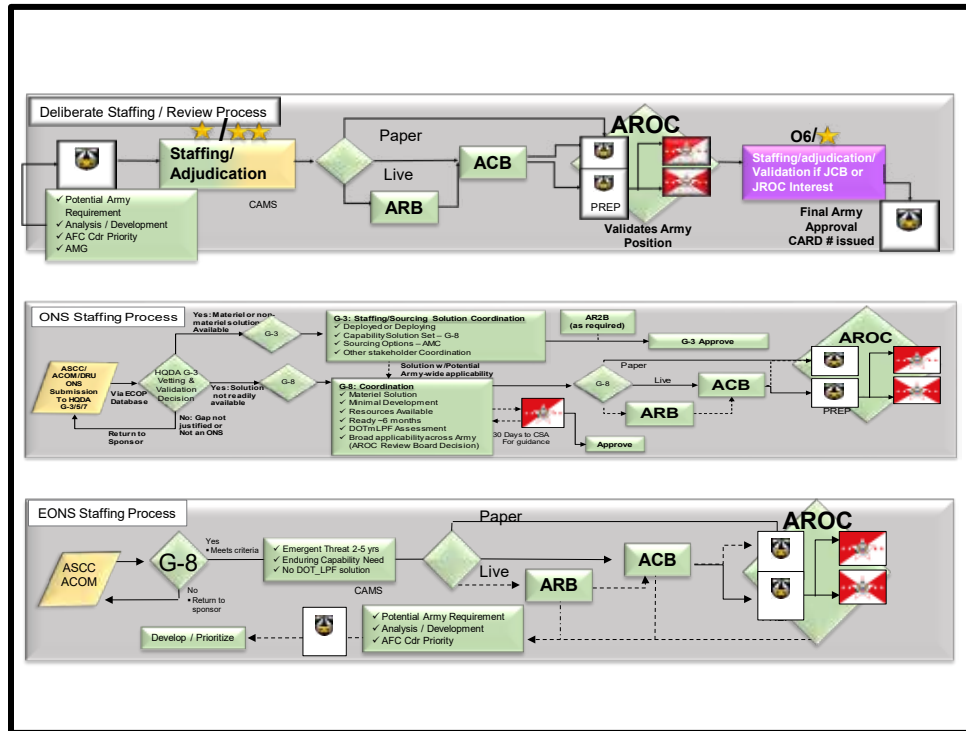 Deliberate Staffing / Review Process
Staffing/
Adjudication
CAMS
✓ Potential Army
Requirement
✓ Analysis / Development
✓ AFC Cdr Priority
✓ AMG
Paper
Live
ARB
ACB
AROC
PREP
Validates Army
Position
O6/
Staffing/adjudication/
Validation if JCB or
JROC Interest
Final Army
Approval
CARD # issued
ONS Staffing Process
ASCC/
ACOM/DRU
ONS
Submission
To HQDA
G-3/5/7
Via ECOP
Database
Return to
Sponsor
HQDA G-3
Vetting &
Validation
Decision
Yes: Materiel or non-
materiel solution
Available
Yes: Solution
not readily
available
No: Gap not
justified or
Not an ONS
G-3
G-8
G-3: Staffing/Sourcing Solution Coordination
✓ Deployed or Deploying
✓ Capability Solution Set – G-8
✓ Sourcing Options – AMC
✓ Other stakeholder Coordination
Solution w/Potential
Army-wide applicability
G-8: Coordination
✓ Materiel Solution
✓ Minimal Development
✓ Resources Available
✓ Ready ~6 months
✓ DOTmLPF Assessment
✓ Broad applicability across Army
(AROC Review Board Decision)
AR2B
(as required)
G-3 Approve
30 Days to CSA
For guidance
Approve
G-8
Paper
Live
ARB
ACB
AROC
PREP
EONS Staffing Process
ASCC
ACOM
G-8
Yes
• Meets criteria
No
• Return to
sponsor
✓ Emergent Threat 2-5 yrs
✓ Enduring Capability Need
✓ No DOT_LPF solution
CAMS
Paper
Live
ARB
ACB
AROC
✓ Potential Army Requirement
✓ Analysis / Development
✓ AFC Cdr Priority
Develop / Prioritize